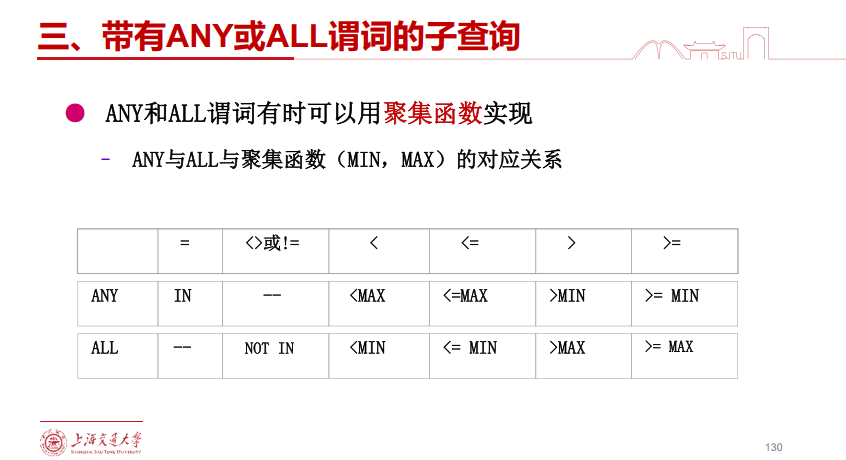 三、带有ANY或ALL谓词的子查询
SJTU
● ANY和ALL谓词有时可以用聚集函数实现
– ANY与ALL与聚集函数（MIN，MAX）的对应关系
= <>或!= < <= > >=
ANY IN -- <MAX <=MAX >MIN >= MIN
ALL -- NOT IN <MIN <= MIN >MAX >= MAX
上海交通大学
SHANGHAI JIAO TONG UNIVERSITY
130